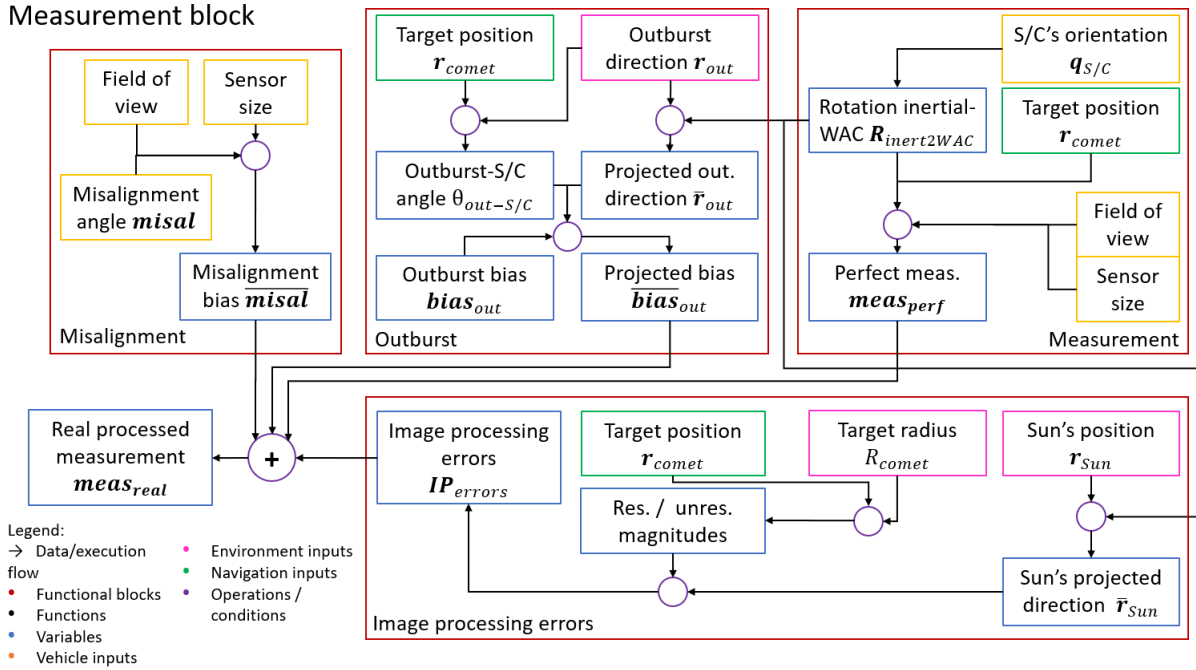 Measurement block
Field of
view
Sensor
size
Misalignment
angle misal
Misalignment
bias misal
Misalignment
Target position
r_comet
Outburst
direction r_out
Outburst-S/C
angle θ_out−S/C
Projected out.
direction r̄_out
Outburst bias
bias_out
Projected bias
bias_out
Outburst
S/C's orientation
q_S/C
Rotation inertial-
WAC R_inert2WAC
Target position
r_comet
Field of
view
Perfect meas.
meas_perf
Sensor
size
Measurement
Real processed
measurement
meas_real
+
Image processing
errors
IP_errors
Target position
r_comet
Target radius
R_comet
Sun's position
r_Sun
Res. / unres.
magnitudes
Sun's projected
direction r̄_Sun
Image processing errors
Legend:
→ Data/execution
flow
• Functional blocks
• Functions
• Variables
• Vehicle inputs
• Environment inputs
• Navigation inputs
• Operations /
conditions